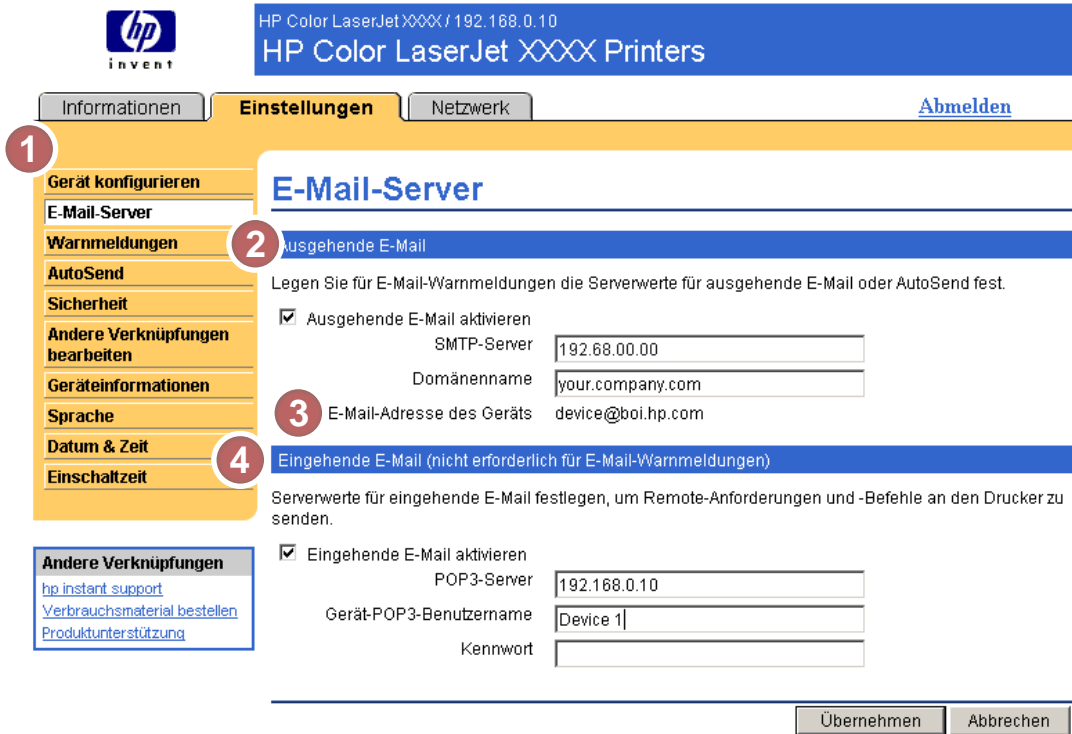 hp
invent
HP Color LaserJet XXXX / 192.168.0.10
HP Color LaserJet XXXX Printers
Informationen
Einstellungen
Netzwerk
Abmelden
1
Gerät konfigurieren
E-Mail-Server
Warnmeldungen
AutoSend
Sicherheit
Andere Verknüpfungen
bearbeiten
Geräteinformationen
Sprache
Datum & Zeit
Einschaltzeit
Andere Verknüpfungen
hp instant support
Verbrauchsmaterial bestellen
Produktunterstützung
E-Mail-Server
2
Ausgehende E-Mail
Legen Sie für E-Mail-Warnmeldungen die Serverwerte für ausgehende E-Mail oder AutoSend fest.
Ausgehende E-Mail aktivieren
SMTP-Server 192.68.00.00
Domänenname your.company.com
3
E-Mail-Adresse des Geräts device@boi.hp.com
4
Eingehende E-Mail (nicht erforderlich für E-Mail-Warnmeldungen)
Serverwerte für eingehende E-Mail festlegen, um Remote-Anforderungen und -Befehle an den Drucker zu
senden.
Eingehende E-Mail aktivieren
POP3-Server 192.168.0.10
Gerät-POP3-Benutzername Device 1
Kennwort
Übernehmen
Abbrechen